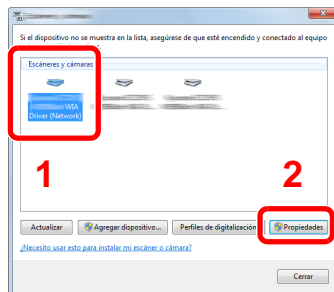 Si el dispositivo no se muestra en la lista, asegúrese de que esté encendido y conectado al equipo
Escáneres y cámaras
WIA
Driver (Network)
1
2
Actualizar
Agregar dispositivo...
Perfiles de digitalización
Propiedades
¿Necesito usar esto para instalar mi escáner o cámara?
Cerrar